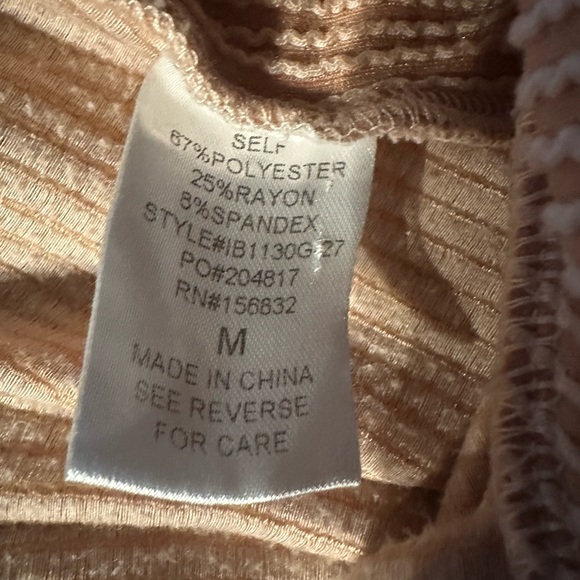 SELF
67%POLYESTER
25%RAYON
8%SPANDEX
STYLE#IB1130G-27
PO#204817
RN#156832
M
MADE IN CHINA
SEE REVERSE
FOR CARE